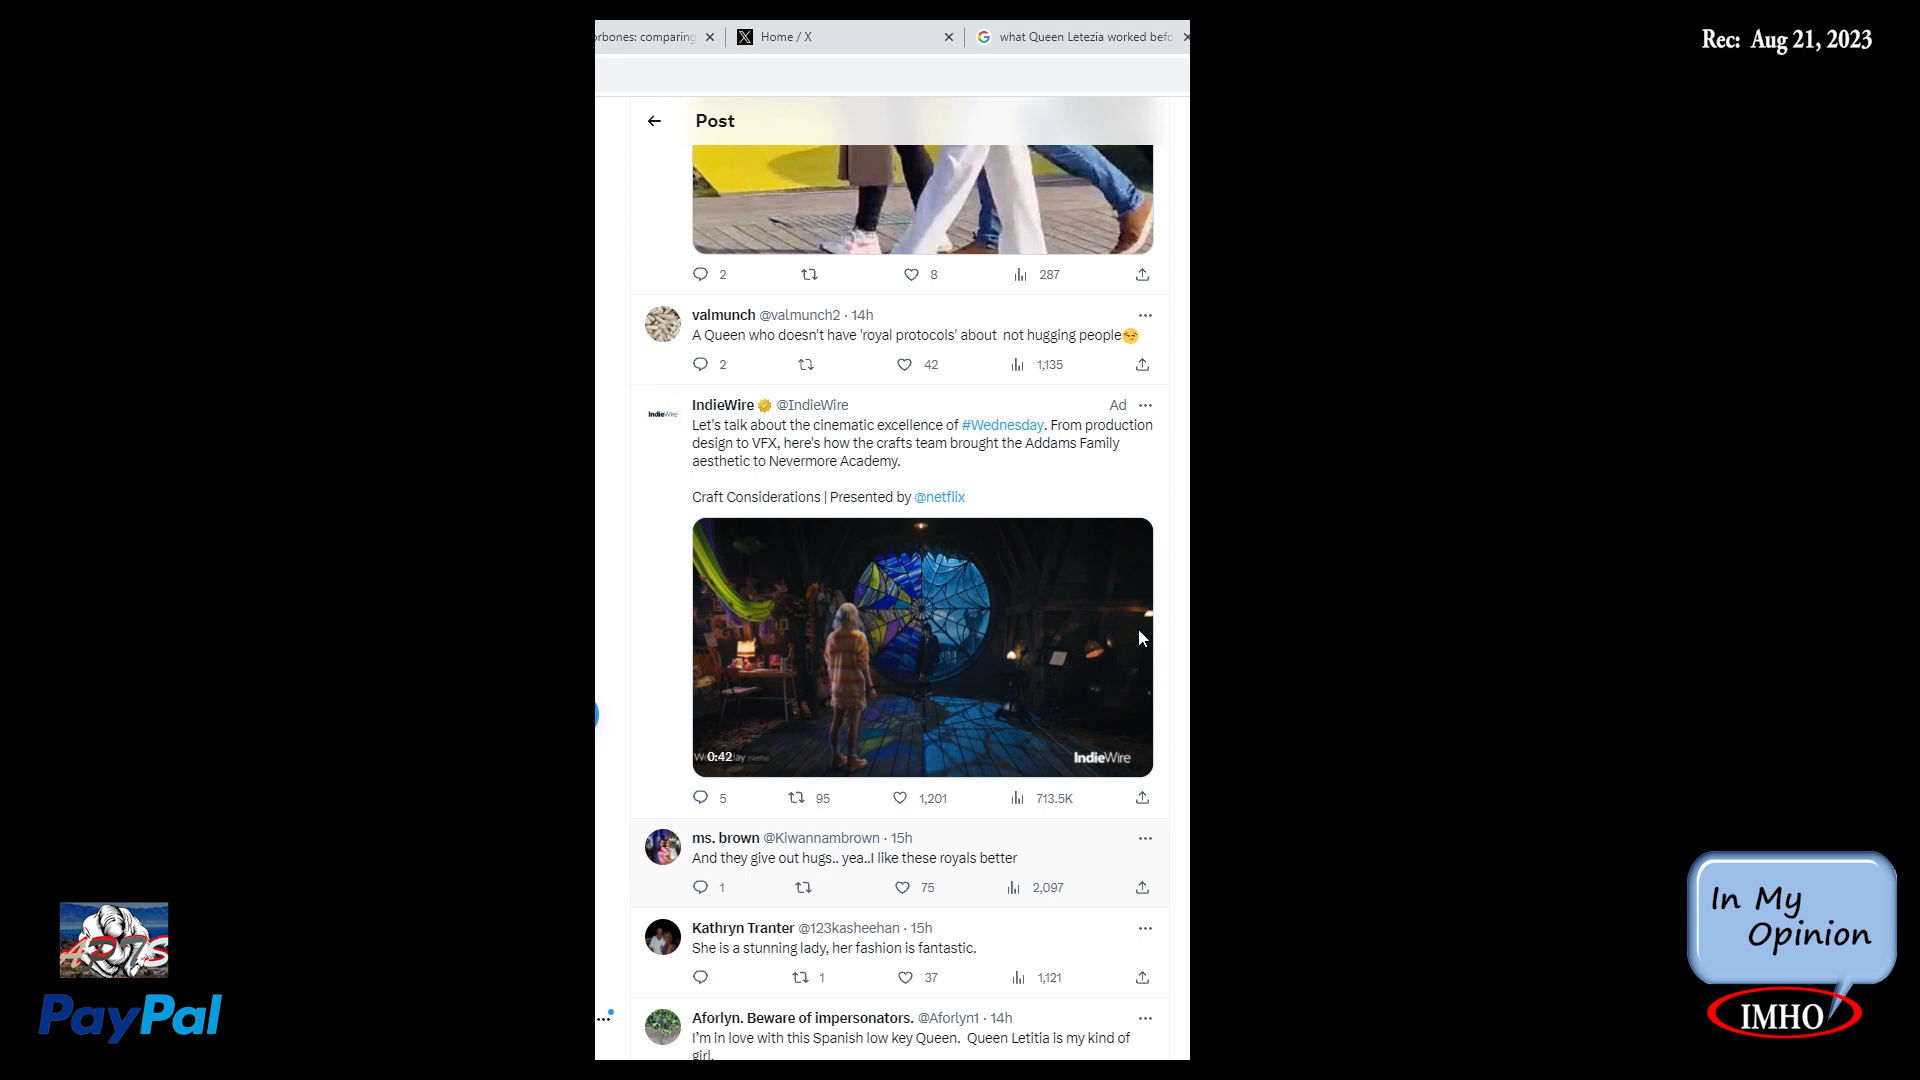 orbones: comparing
Home / X
what Queen Letezia worked befo
Rec: Aug 21, 2023
Post
2
8
287
valmunch @valmunch2 · 14h
A Queen who doesn't have 'royal protocols' about not hugging people😏
2
42
1,135
IndieWire @IndieWire
Ad
IndieWire
Let's talk about the cinematic excellence of #Wednesday. From production
design to VFX, here's how the crafts team brought the Addams Family
aesthetic to Nevermore Academy.
Craft Considerations | Presented by @netflix
0:42
IndieWire
5
95
1,201
713.5K
ms. brown @Kiwannambrown · 15h
And they give out hugs.. yea..I like these royals better
1
75
2,097
Kathryn Tranter @123kasheehan · 15h
She is a stunning lady, her fashion is fantastic.
1
37
1,121
Aforlyn. Beware of impersonators. @Aforlyn1 · 14h
I'm in love with this Spanish low key Queen. Queen Letitia is my kind of
girl.
PayPal
In My
Opinion
IMHO